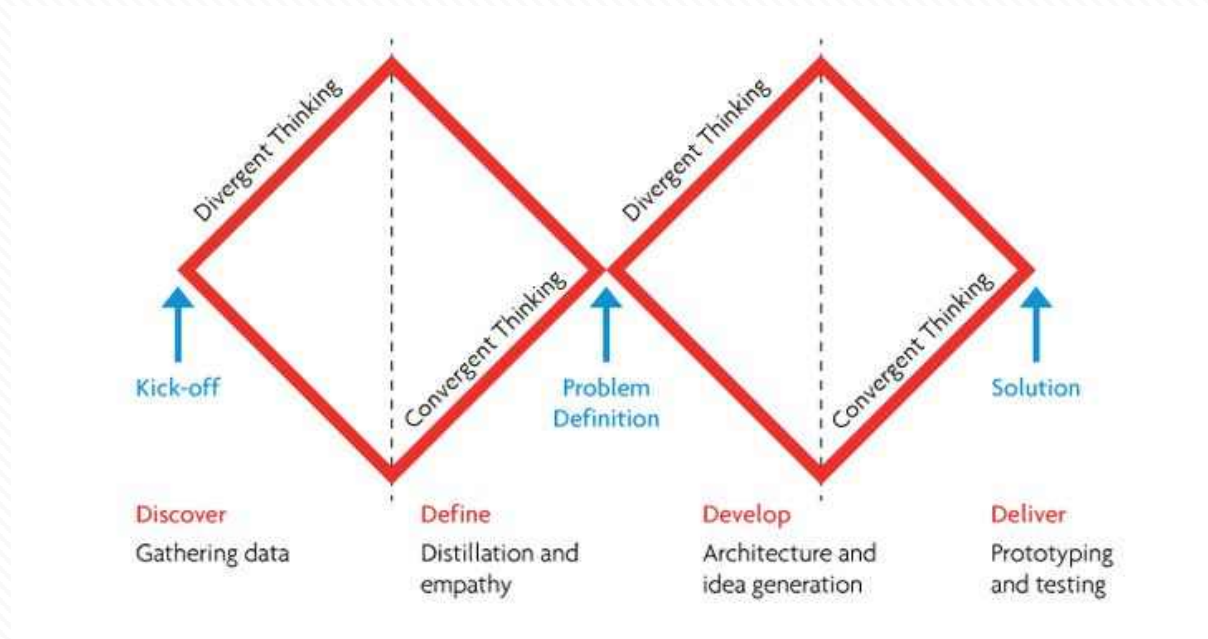 Divergent Thinking
Divergent Thinking
Convergent Thinking
Convergent Thinking
Kick-off
Problem
Definition
Solution
Discover
Gathering data
Define
Distillation and
empathy
Develop
Architecture and
idea generation
Deliver
Prototyping
and testing